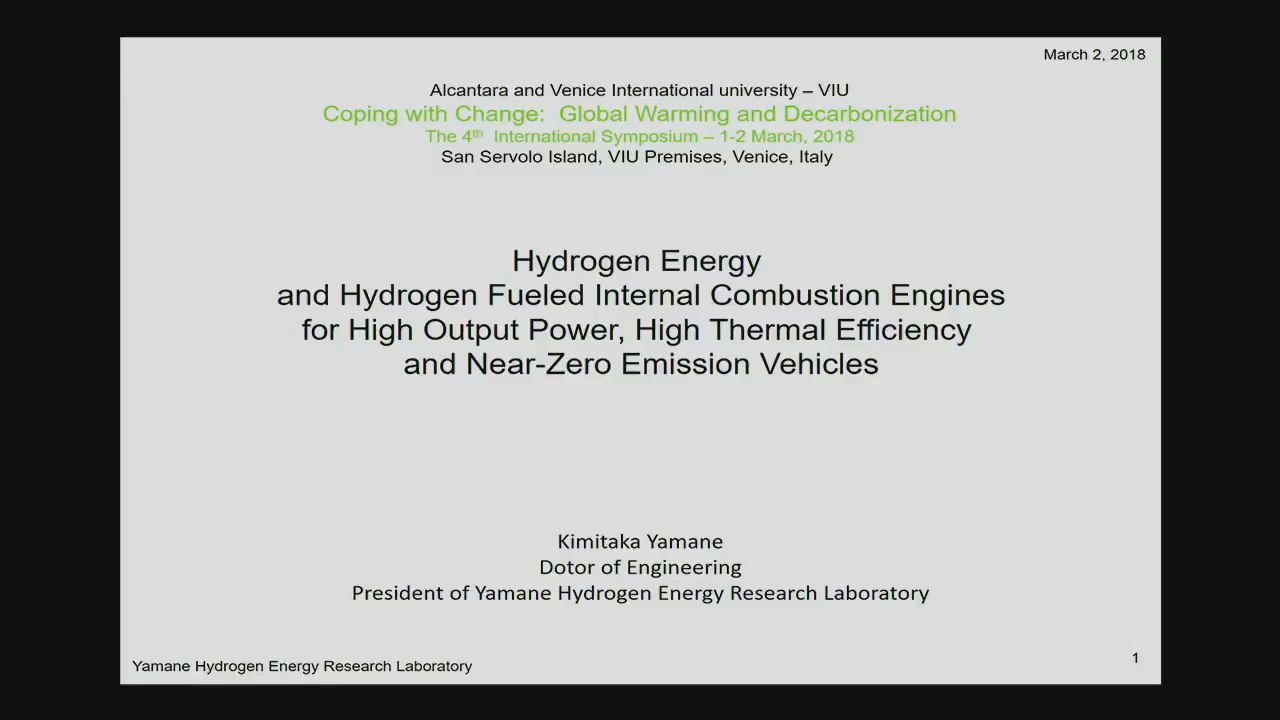 March 2, 2018
Alcantara and Venice International university – VIU
Coping with Change:  Global Warming and Decarbonization
The 4th  International Symposium – 1-2 March, 2018
San Servolo Island, VIU Premises, Venice, Italy
Hydrogen Energy
and Hydrogen Fueled Internal Combustion Engines
for High Output Power, High Thermal Efficiency
and Near-Zero Emission Vehicles
Kimitaka Yamane
Dotor of Engineering
President of Yamane Hydrogen Energy Research Laboratory
Yamane Hydrogen Energy Research Laboratory
1